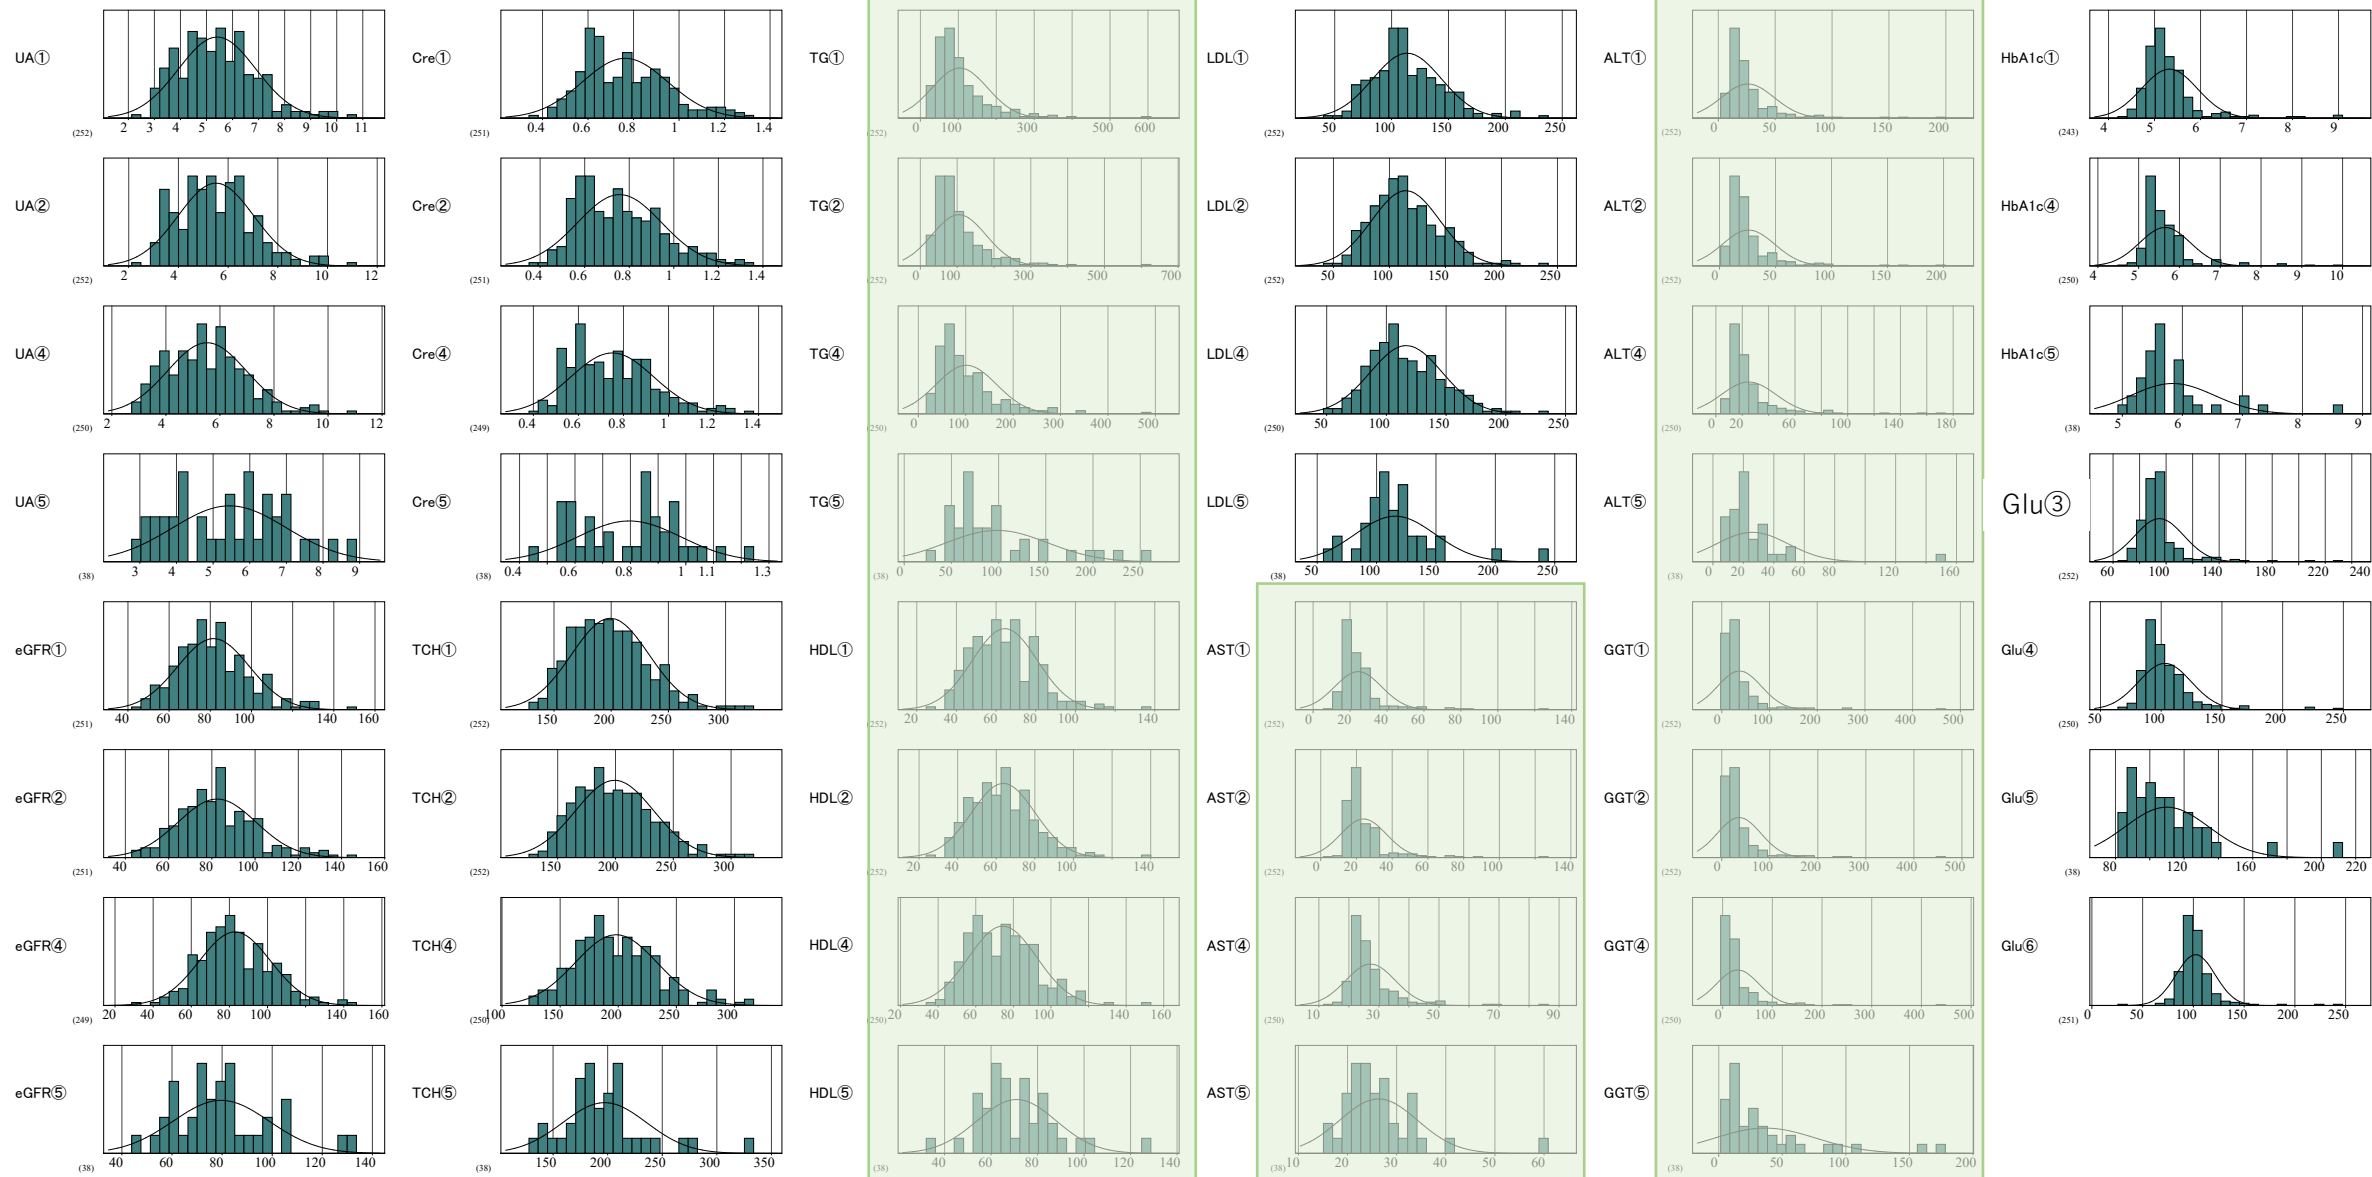 UA① Cre① TG① LDL① ALT① HbA1c①
2 3 4 5 6 7 8 9 10 11 0.4 0.6 0.8 1 1.2 1.4 0 100 300 500 600 50 100 150 200 250 0 50 100 150 200 4 5 6 7 8 9
(252) (251) (252) (252) (252) (243)
UA② Cre② TG② LDL② ALT② HbA1c④
2 4 6 8 10 12 0.4 0.6 0.8 1 1.2 1.4 0 100 300 500 700 50 100 150 200 250 0 50 100 150 200 4 5 6 7 8 9 10
(252) (251) (252) (252) (252) (250)
UA④ Cre④ TG④ LDL④ ALT④ HbA1c⑤
2 4 6 8 10 12 0.4 0.6 0.8 1 1.2 1.4 0 100 200 300 400 500 50 100 150 200 250 0 20 60 100 140 180 5 6 7 8 9
(250) (249) (250) (250) (250) (38)
UA⑤ Cre⑤ TG⑤ LDL⑤ ALT⑤ Glu③
3 4 5 6 7 8 9 0.4 0.6 0.8 1 1.1 1.3 0 50 100 150 200 250 50 100 150 200 250 0 20 40 60 80 120 160 60 100 140 180 220 240
(38) (38) (38) (38) (38) (252)
eGFR① TCH① HDL① AST① GGT① Glu④
40 60 80 100 140 160 150 200 250 300 20 40 60 80 100 140 0 20 40 60 80 100 140 0 100 200 300 400 500 50 100 150 200 250
(251) (252) (252) (252) (252) (250)
eGFR② TCH② HDL② AST② GGT② Glu⑤
40 60 80 100 120 140 160 150 200 250 300 20 40 60 80 100 140 0 20 40 60 80 100 140 0 100 200 300 500 80 120 160 200 220
(251) (252) (252) (252) (252) (38)
eGFR④ TCH④ HDL④ AST④ GGT④ Glu⑥
20 40 60 80 100 140 160 100 150 200 250 300 20 40 60 80 100 140 160 10 30 50 70 90 0 100 200 300 400 500 0 50 100 150 200 250
(249) (250) (250) (250) (250) (251)
eGFR⑤ TCH⑤ HDL⑤ AST⑤ GGT⑤
40 60 80 100 120 140 150 200 250 300 350 40 60 80 100 120 140 10 20 30 40 50 60 0 50 100 150 200
(38) (38) (38) (38) (38)